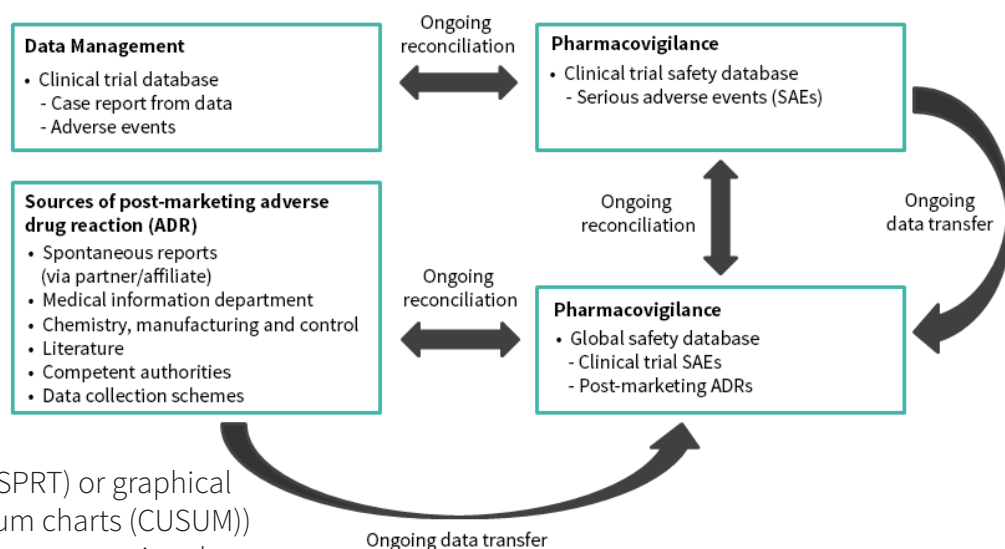 Ongoing
reconciliation
Data Management
• Clinical trial database
- Case report from data
- Adverse events
Pharmacovigilance
• Clinical trial safety database
- Serious adverse events (SAEs)
Sources of post-marketing adverse
drug reaction (ADR)
• Spontaneous reports
(via partner/affiliate)
• Medical information department
• Chemistry, manufacturing and control
• Literature
• Competent authorities
• Data collection schemes
Ongoing
reconciliation
Ongoing
reconciliation
Ongoing
data transfer
Pharmacovigilance
• Global safety database
- Clinical trial SAEs
- Post-marketing ADRs
SPRT) or graphical
um charts (CUSUM))
Ongoing data transfer